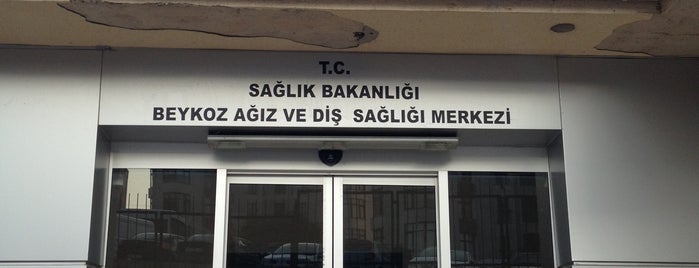 T.C.
SAĞLIK BAKANLIĞI
BEYKOZ AĞIZ VE DİŞ SAĞLIĞI MERKEZİ